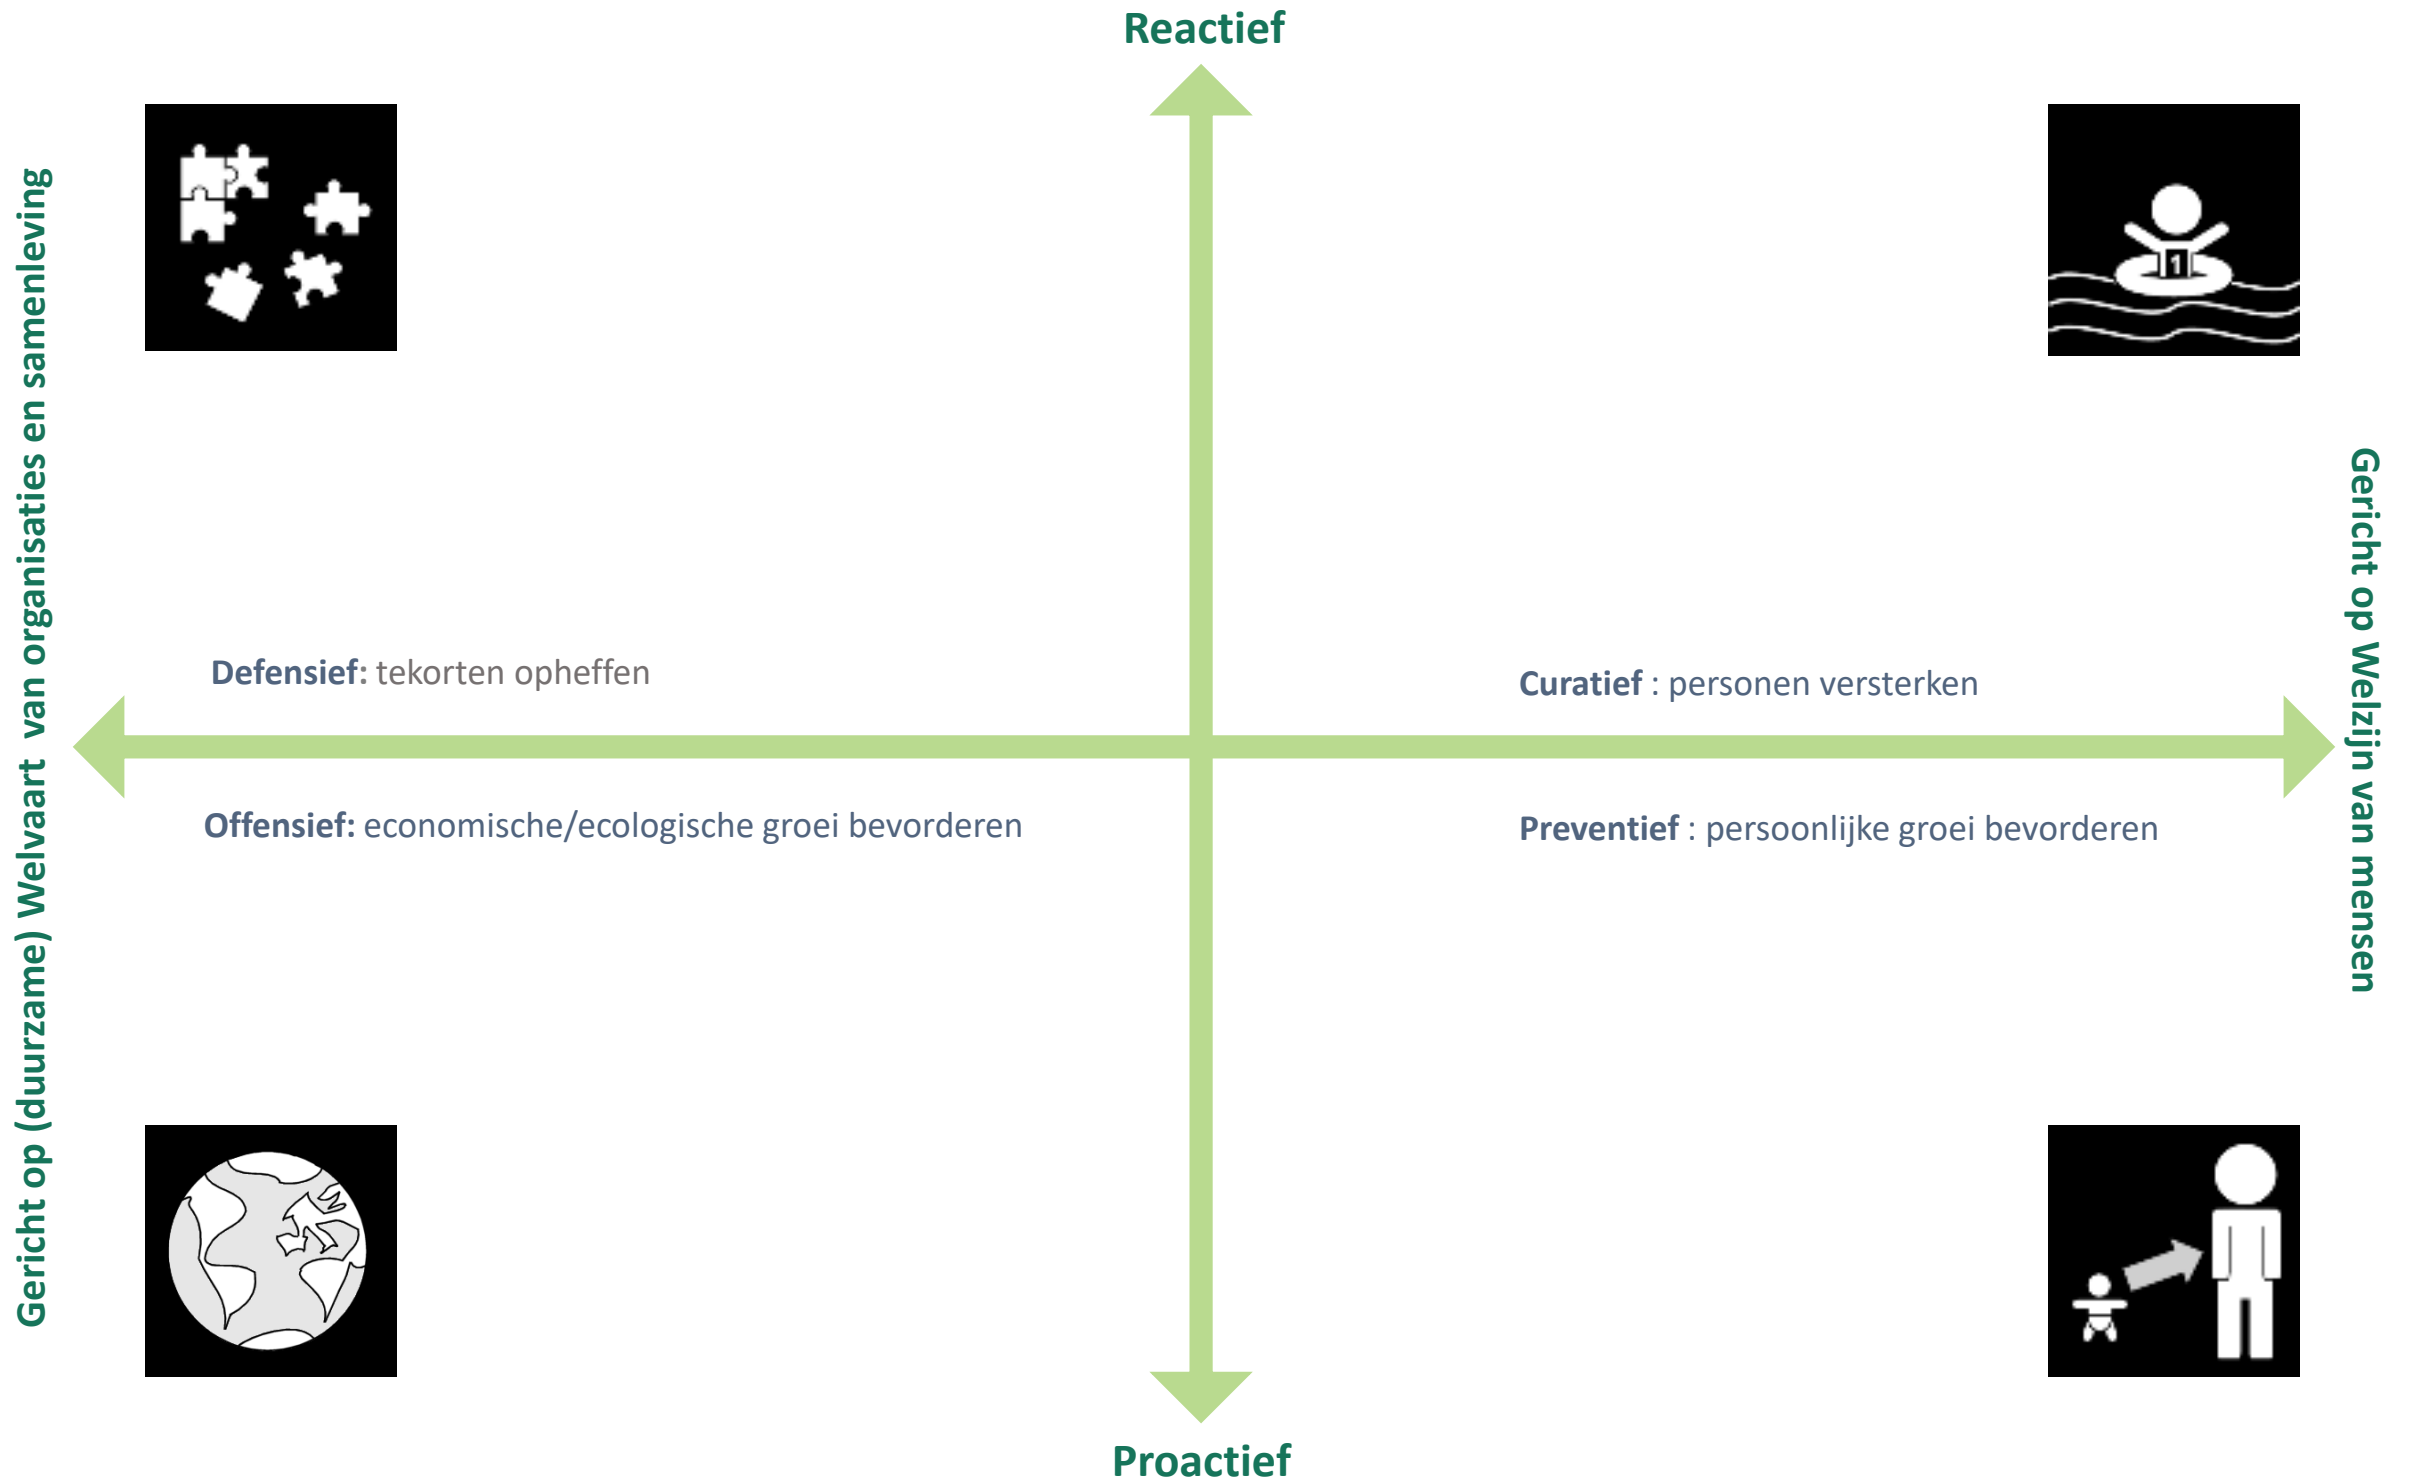 Reactief
Gericht op (duurzame) Welvaart van organisaties en samenleving
1
Gericht op Welzijn van mensen
Defensief: tekorten opheffen
Curatief : personen versterken
Offensief: economische/ecologische groei bevorderen
Preventief : persoonlijke groei bevorderen
Proactief